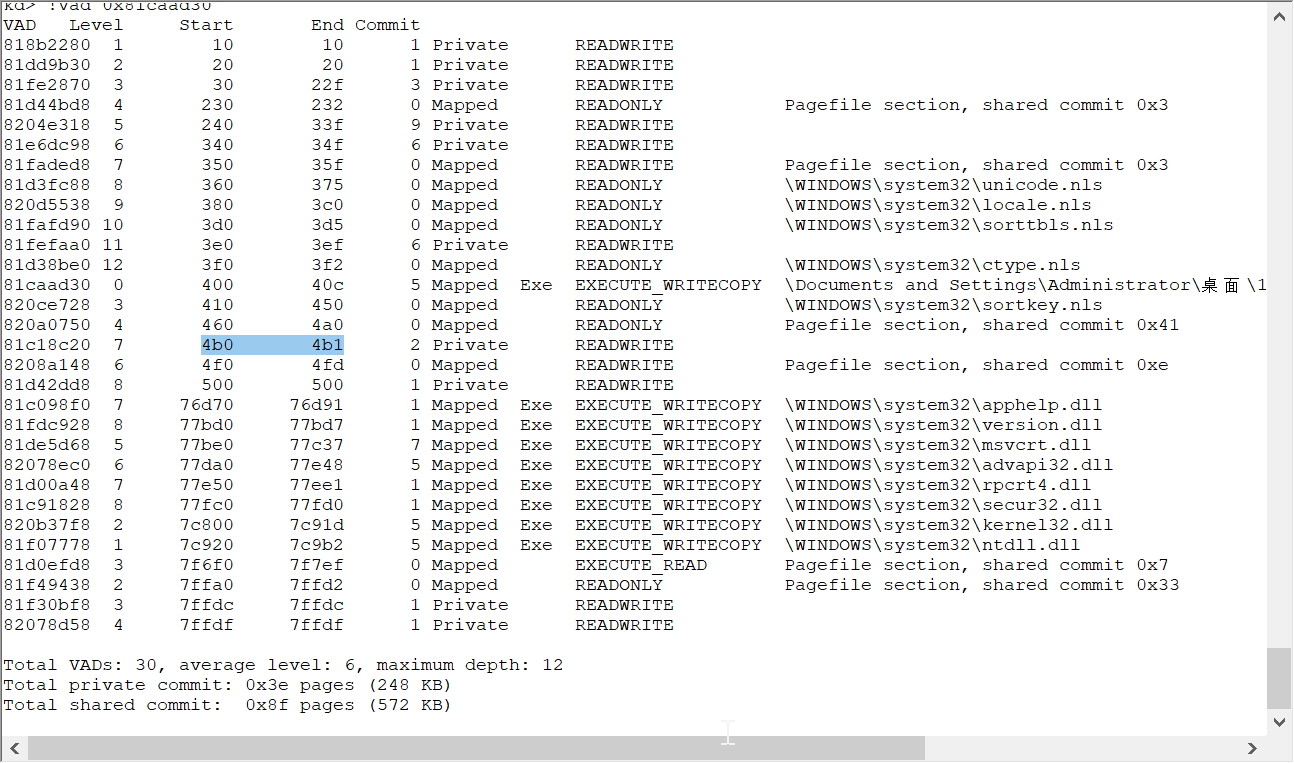 kd> !vad 0x81caad30
VAD   Level     Start       End Commit
818b2280  1        10        10      1 Private      READWRITE
81dd9b30  2        20        20      1 Private      READWRITE
81fe2870  3        30       22f      3 Private      READWRITE
81d44bd8  4       230       232      0 Mapped       READONLY           Pagefile section, shared commit 0x3
8204e318  5       240       33f      9 Private      READWRITE
81e6dc98  6       340       34f      6 Private      READWRITE
81faded8  7       350       35f      0 Mapped       READWRITE          Pagefile section, shared commit 0x3
81d3fc88  8       360       375      0 Mapped       READONLY           \WINDOWS\system32\unicode.nls
820d5538  9       380       3c0      0 Mapped       READONLY           \WINDOWS\system32\locale.nls
81fafd90 10       3d0       3d5      0 Mapped       READONLY           \WINDOWS\system32\sorttbls.nls
81fefaa0 11       3e0       3ef      6 Private      READWRITE
81d38be0 12       3f0       3f2      0 Mapped       READONLY           \WINDOWS\system32\ctype.nls
81caad30  0       400       40c      5 Mapped  Exe  EXECUTE_WRITECOPY  \Documents and Settings\Administrator\桌面\1
820ce728  3       410       450      0 Mapped       READONLY           \WINDOWS\system32\sortkey.nls
820a0750  4       460       4a0      0 Mapped       READONLY           Pagefile section, shared commit 0x41
81c18c20  7       4b0       4b1      2 Private      READWRITE
8208a148  6       4f0       4fd      0 Mapped       READWRITE          Pagefile section, shared commit 0xe
81d42dd8  8       500       500      1 Private      READWRITE
81c098f0  7     76d70     76d91      1 Mapped  Exe  EXECUTE_WRITECOPY  \WINDOWS\system32\apphelp.dll
81fdc928  8     77bd0     77bd7      1 Mapped  Exe  EXECUTE_WRITECOPY  \WINDOWS\system32\version.dll
81de5d68  5     77be0     77c37      7 Mapped  Exe  EXECUTE_WRITECOPY  \WINDOWS\system32\msvcrt.dll
82078ec0  6     77da0     77e48      5 Mapped  Exe  EXECUTE_WRITECOPY  \WINDOWS\system32\advapi32.dll
81d00a48  7     77e50     77ee1      1 Mapped  Exe  EXECUTE_WRITECOPY  \WINDOWS\system32\rpcrt4.dll
81c91828  8     77fc0     77fd0      1 Mapped  Exe  EXECUTE_WRITECOPY  \WINDOWS\system32\secur32.dll
820b37f8  2     7c800     7c91d      5 Mapped  Exe  EXECUTE_WRITECOPY  \WINDOWS\system32\kernel32.dll
81f07778  1     7c920     7c9b2      5 Mapped  Exe  EXECUTE_WRITECOPY  \WINDOWS\system32\ntdll.dll
81d0efd8  3     7f6f0     7f7ef      0 Mapped       EXECUTE_READ       Pagefile section, shared commit 0x7
81f49438  2     7ffa0     7ffd2      0 Mapped       READONLY           Pagefile section, shared commit 0x33
81f30bf8  3     7ffdc     7ffdc      1 Private      READWRITE
82078d58  4     7ffdf     7ffdf      1 Private      READWRITE
Total VADs: 30, average level: 6, maximum depth: 12
Total private commit: 0x3e pages (248 KB)
Total shared commit:  0x8f pages (572 KB)